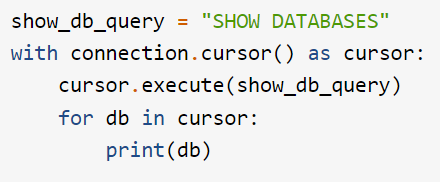 show_db_query = "SHOW DATABASES"
with connection.cursor() as cursor:
    cursor.execute(show_db_query)
    for db in cursor:
        print(db)